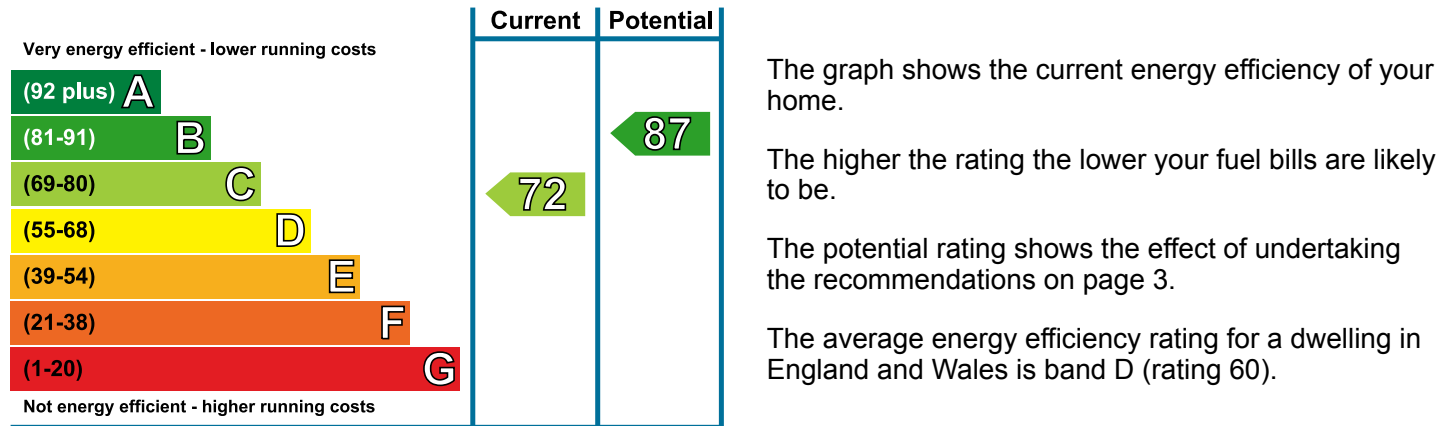 Current Potential
Very energy efficient - lower running costs
(92 plus) A
(81-91) B
87
(69-80) C
72
(55-68) D
(39-54) E
(21-38) F
(1-20) G
Not energy efficient - higher running costs
The graph shows the current energy efficiency of your
home.
The higher the rating the lower your fuel bills are likely
to be.
The potential rating shows the effect of undertaking
the recommendations on page 3.
The average energy efficiency rating for a dwelling in
England and Wales is band D (rating 60).